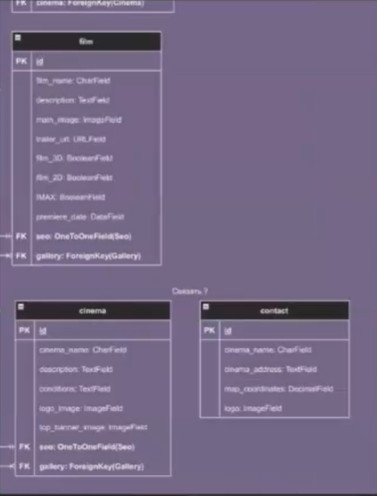 FK cinema: ForeignKey(Cinema)
film
PK id
film_name: CharField
description: TextField
main_image: ImageField
trailer_url: URLField
film_3D: BooleanField
film_2D: BooleanField
IMAX: BooleanField
premiere_date: DateField
FK seo: OneToOneField(Seo)
FK gallery: ForeignKey(Gallery)
Связать ?
cinema
PK id
cinema_name: CharField
description: TextField
conditions: TextField
logo_image: ImageField
top_banner_image: ImageField
FK seo: OneToOneField(Seo)
FK gallery: ForeignKey(Gallery)
contact
PK id
cinema_name: CharField
cinema_address: TextField
map_coordinates: DecimalField
logo: ImageField